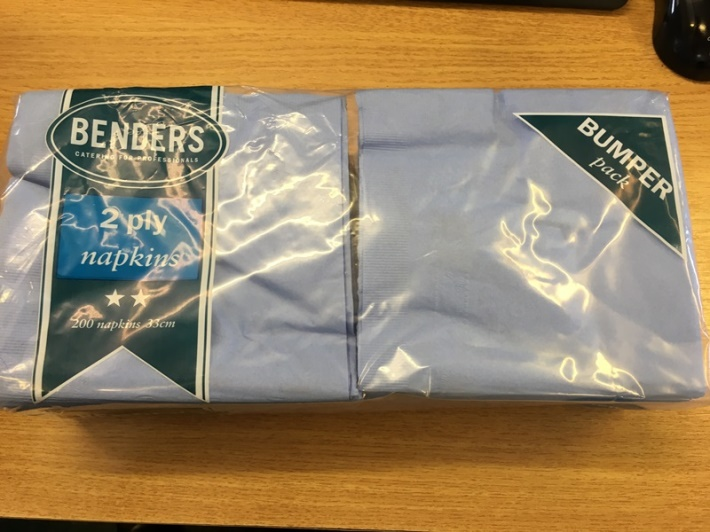 BENDERS
CATERING FOR PROFESSIONALS
2 ply
napkins
200 napkins 33cm
BUMPER
pack